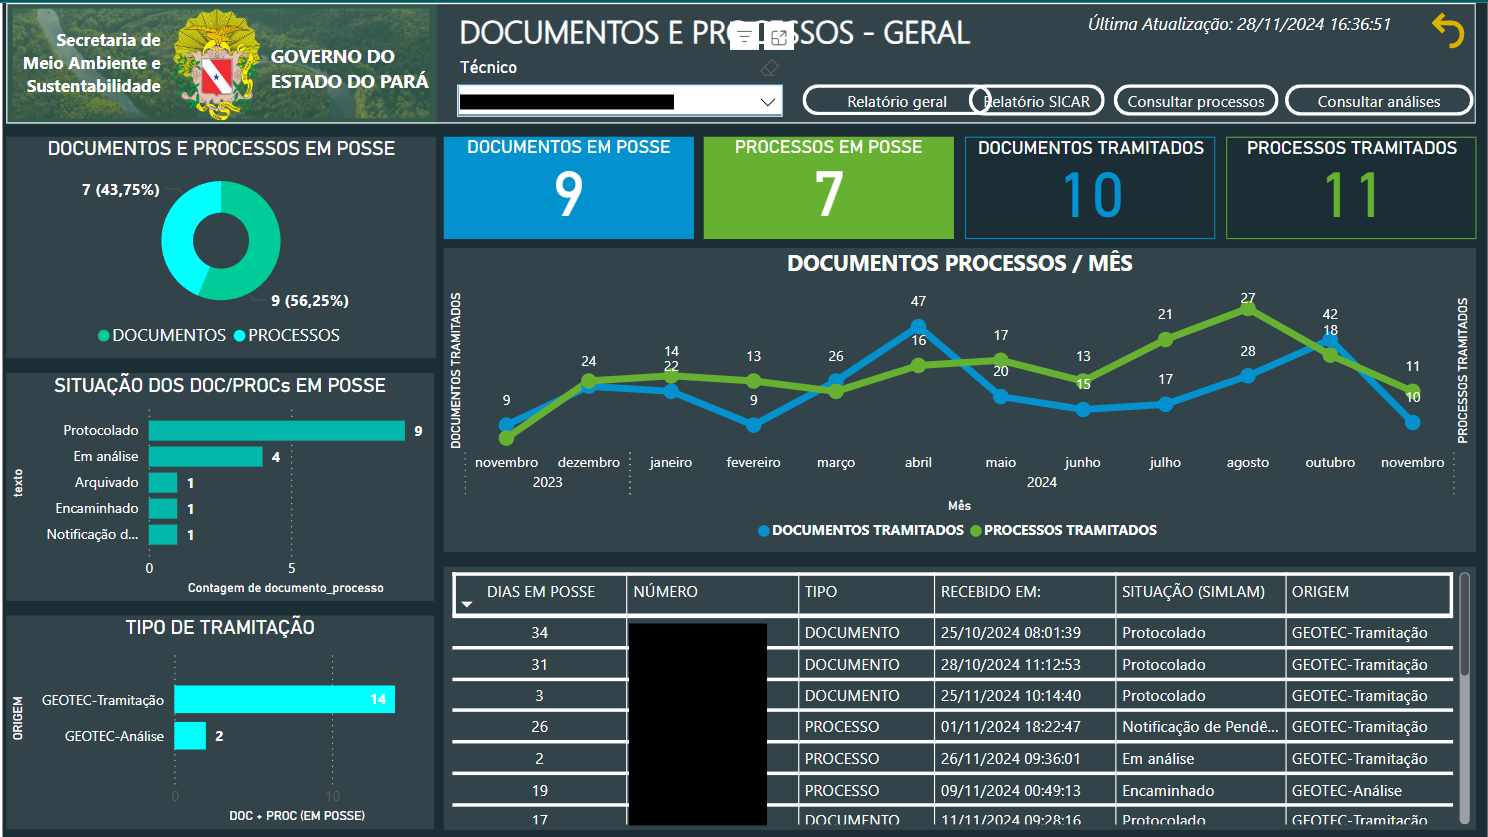 Secretaria de
Meio Ambiente e
Sustentabilidade
GOVERNO DO
ESTADO DO PARÁ
DOCUMENTOS E PR SSOS - GERAL
Última Atualização: 28/11/2024 16:36:51
Técnico
Relatório geral
Relatório SICAR
Consultar processos
Consultar análises
DOCUMENTOS E PROCESSOS EM POSSE
7 (43,75%)
9 (56,25%)
DOCUMENTOS
PROCESSOS
DOCUMENTOS EM POSSE
9
PROCESSOS EM POSSE
7
DOCUMENTOS TRAMITADOS
10
PROCESSOS TRAMITADOS
11
DOCUMENTOS PROCESSOS / MÊS
DOCUMENTOS TRAMITADOS
PROCESSOS TRAMITADOS
9 24 14 22 13 9 26 47 16 17 20 13 15 21 17 27 28 42 18 11 10
novembro dezembro janeiro fevereiro março abril maio junho julho agosto outubro novembro
2023 2024
Mês
DOCUMENTOS TRAMITADOS PROCESSOS TRAMITADOS
SITUAÇÃO DOS DOC/PROCs EM POSSE
texto
Protocolado 9
Em análise 4
Arquivado 1
Encaminhado 1
Notificação d... 1
0 5
Contagem de documento_processo
TIPO DE TRAMITAÇÃO
ORIGEM
GEOTEC-Tramitação 14
GEOTEC-Análise 2
0 10
DOC + PROC (EM POSSE)
DIAS EM POSSE NÚMERO TIPO RECEBIDO EM: SITUAÇÃO (SIMLAM) ORIGEM
34 DOCUMENTO 25/10/2024 08:01:39 Protocolado GEOTEC-Tramitação
31 DOCUMENTO 28/10/2024 11:12:53 Protocolado GEOTEC-Tramitação
3 DOCUMENTO 25/11/2024 10:14:40 Protocolado GEOTEC-Tramitação
26 PROCESSO 01/11/2024 18:22:47 Notificação de Pendê... GEOTEC-Tramitação
2 PROCESSO 26/11/2024 09:36:01 Em análise GEOTEC-Tramitação
19 PROCESSO 09/11/2024 00:49:13 Encaminhado GEOTEC-Análise
17 DOCUMENTO 11/11/2024 09:28:16 Protocolado GEOTEC-Tramitação